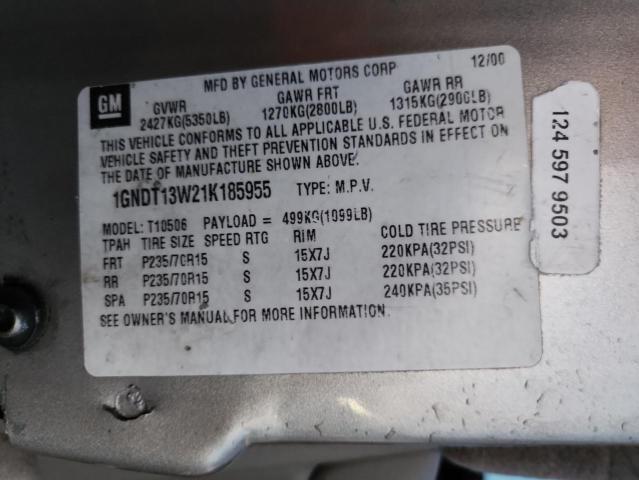 GM
MFD BY GENERAL MOTORS CORP 12/00
GVWR GAWR FRT GAWR RR
2427KG(5350LB) 1270KG(2800LB) 1315KG(2900LB)
THIS VEHICLE CONFORMS TO ALL APPLICABLE U.S. FEDERAL MOTOR
VEHICLE SAFETY AND THEFT PREVENTION STANDARDS IN EFFECT ON
THE DATE OF MANUFACTURE SHOWN ABOVE.
1GNDT13W21K185955 TYPE: M.P.V.
MODEL: T10506 PAYLOAD = 499KG(1099LB)
TPAH TIRE SIZE SPEED RTG RIM COLD TIRE PRESSURE
FRT P235/70R15 S 15X7J 220KPA(32PSI)
RR P235/70R15 S 15X7J 220KPA(32PSI)
SPA P235/70R15 S 15X7J 240KPA(35PSI)
SEE OWNER'S MANUAL FOR MORE INFORMATION.
124 597 9503